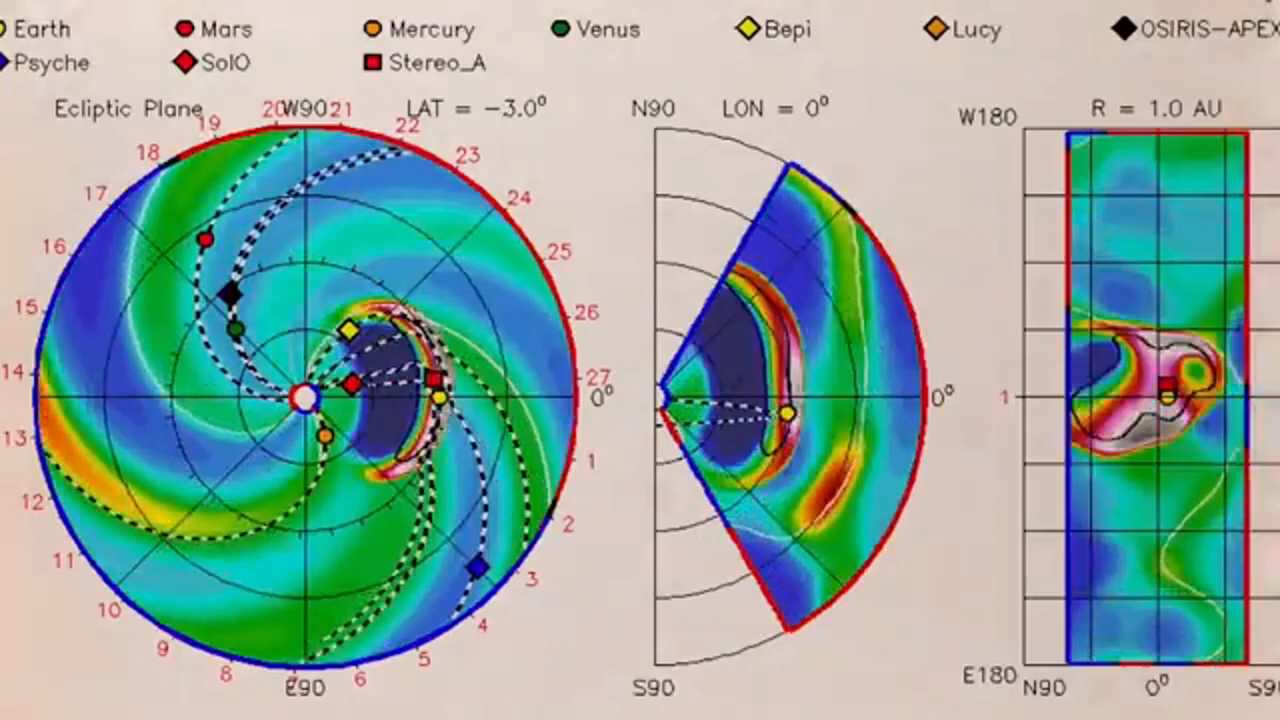 Earth Mars Mercury Venus Bepi Lucy OSIRIS-APEX
Psyche SolO Stereo_A
Ecliptic Plane W90 LAT = -3.0° N90 LON = 0° W180 R = 1.0 AU
20 21
19 22
18 23
17 24
16 25
15 26
14 27 0° 0° 1
13 1
12 2
11 3
10 4
9 5
8 7 6
E90 S90 E180 N90 0° S90